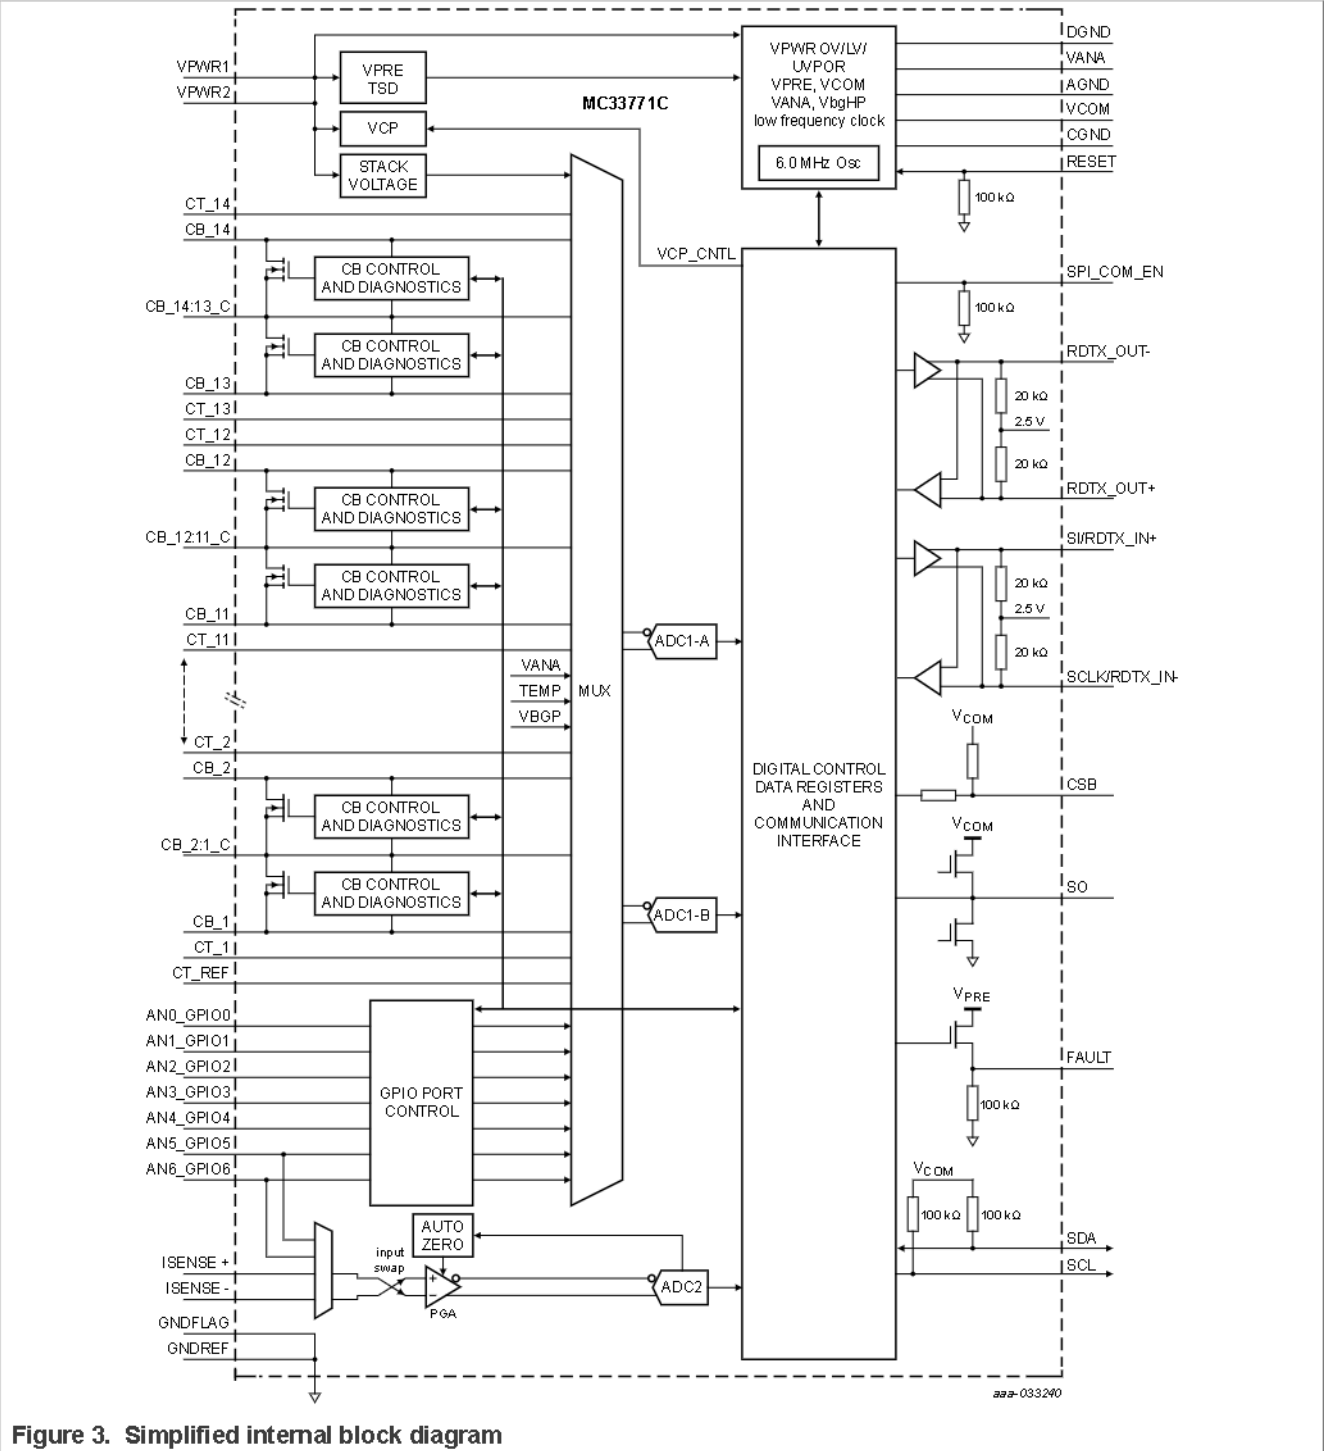 VPWR1
VPWR2
VPRE
TSD
VCP
STACK
VOLTAGE
MC33771C
VPWR OV/LV/
UVPOR
VPRE, VCOM
VANA, VbgHP
low frequency clock
6.0 MHz Osc
DGND
VANA
AGND
VCOM
CGND
RESET
100 kΩ
CT_14
CB_14
CB CONTROL
AND DIAGNOSTICS
CB_14:13_C
CB CONTROL
AND DIAGNOSTICS
CB_13
CT_13
CT_12
CB_12
CB CONTROL
AND DIAGNOSTICS
CB_12:11_C
CB CONTROL
AND DIAGNOSTICS
CB_11
CT_11
VANA
TEMP
VBGP
MUX
CT_2
CB_2
CB CONTROL
AND DIAGNOSTICS
CB_2:1_C
CB CONTROL
AND DIAGNOSTICS
CB_1
CT_1
CT_REF
VCP_CNTL
ADC1-A
ADC1-B
DIGITAL CONTROL
DATA REGISTERS
AND
COMMUNICATION
INTERFACE
SPI_COM_EN
100 kΩ
RDTX_OUT-
20 kΩ
2.5 V
20 kΩ
RDTX_OUT+
SI/RDTX_IN+
20 kΩ
2.5 V
20 kΩ
SCLK/RDTX_IN-
VCOM
CSB
VCOM
SO
VPRE
FAULT
100 kΩ
VCOM
100 kΩ
100 kΩ
SDA
SCL
AN0_GPIO0
AN1_GPIO1
AN2_GPIO2
AN3_GPIO3
AN4_GPIO4
AN5_GPIO5
AN6_GPIO6
GPIO PORT
CONTROL
AUTO
ZERO
input
swap
ISENSE +
ISENSE -
+
−
PGA
ADC2
GNDFLAG
GNDREF
aaa-033240
Figure 3. Simplified internal block diagram